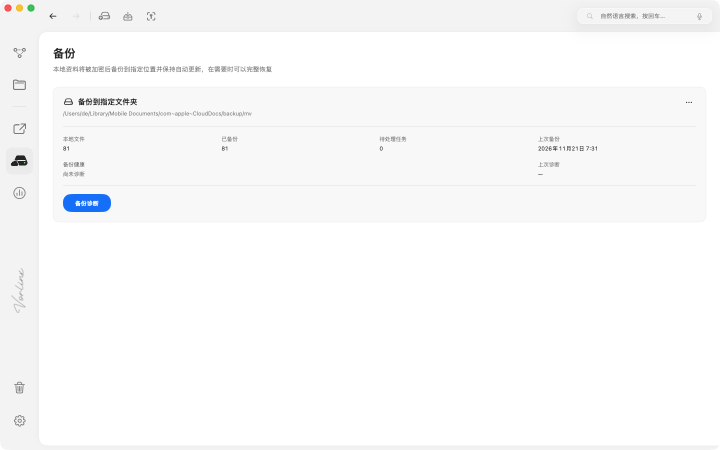 自然语言搜索，按回车...
备份
本地资料将被加密后备份到指定位置并保持自动更新，在需要时可以完整恢复
备份到指定文件夹
/Users/de/Library/Mobile Documents/com~apple~CloudDocs/backup/mv
本地文件 已备份 待处理任务 上次备份
81 81 0 2026年11月21日 7:31
备份健康 上次诊断
尚未诊断 —
备份诊断
Varlinx